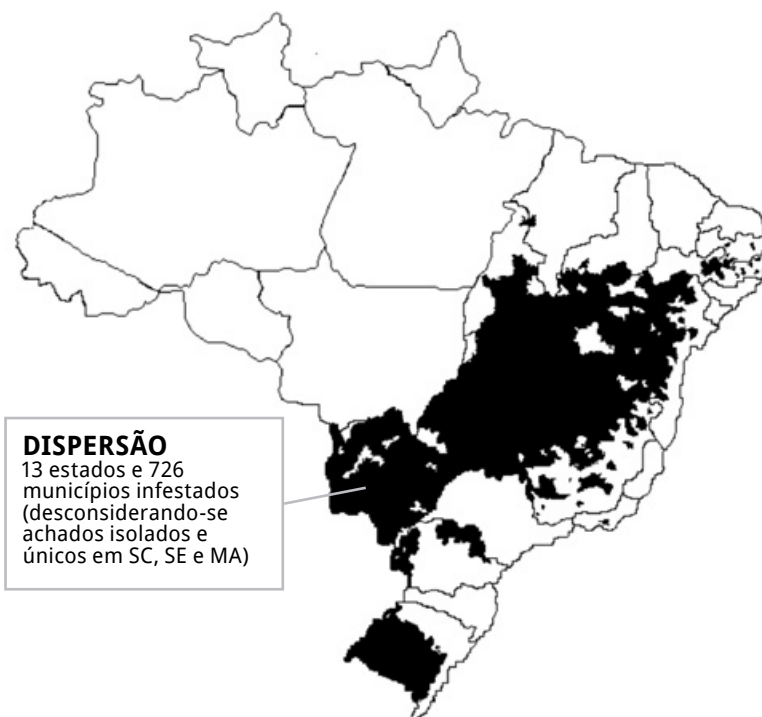 DISPERSÃO
13 estados e 726
municípios infestados
(desconsiderando-se
achados isolados e
únicos em SC, SE e MA)